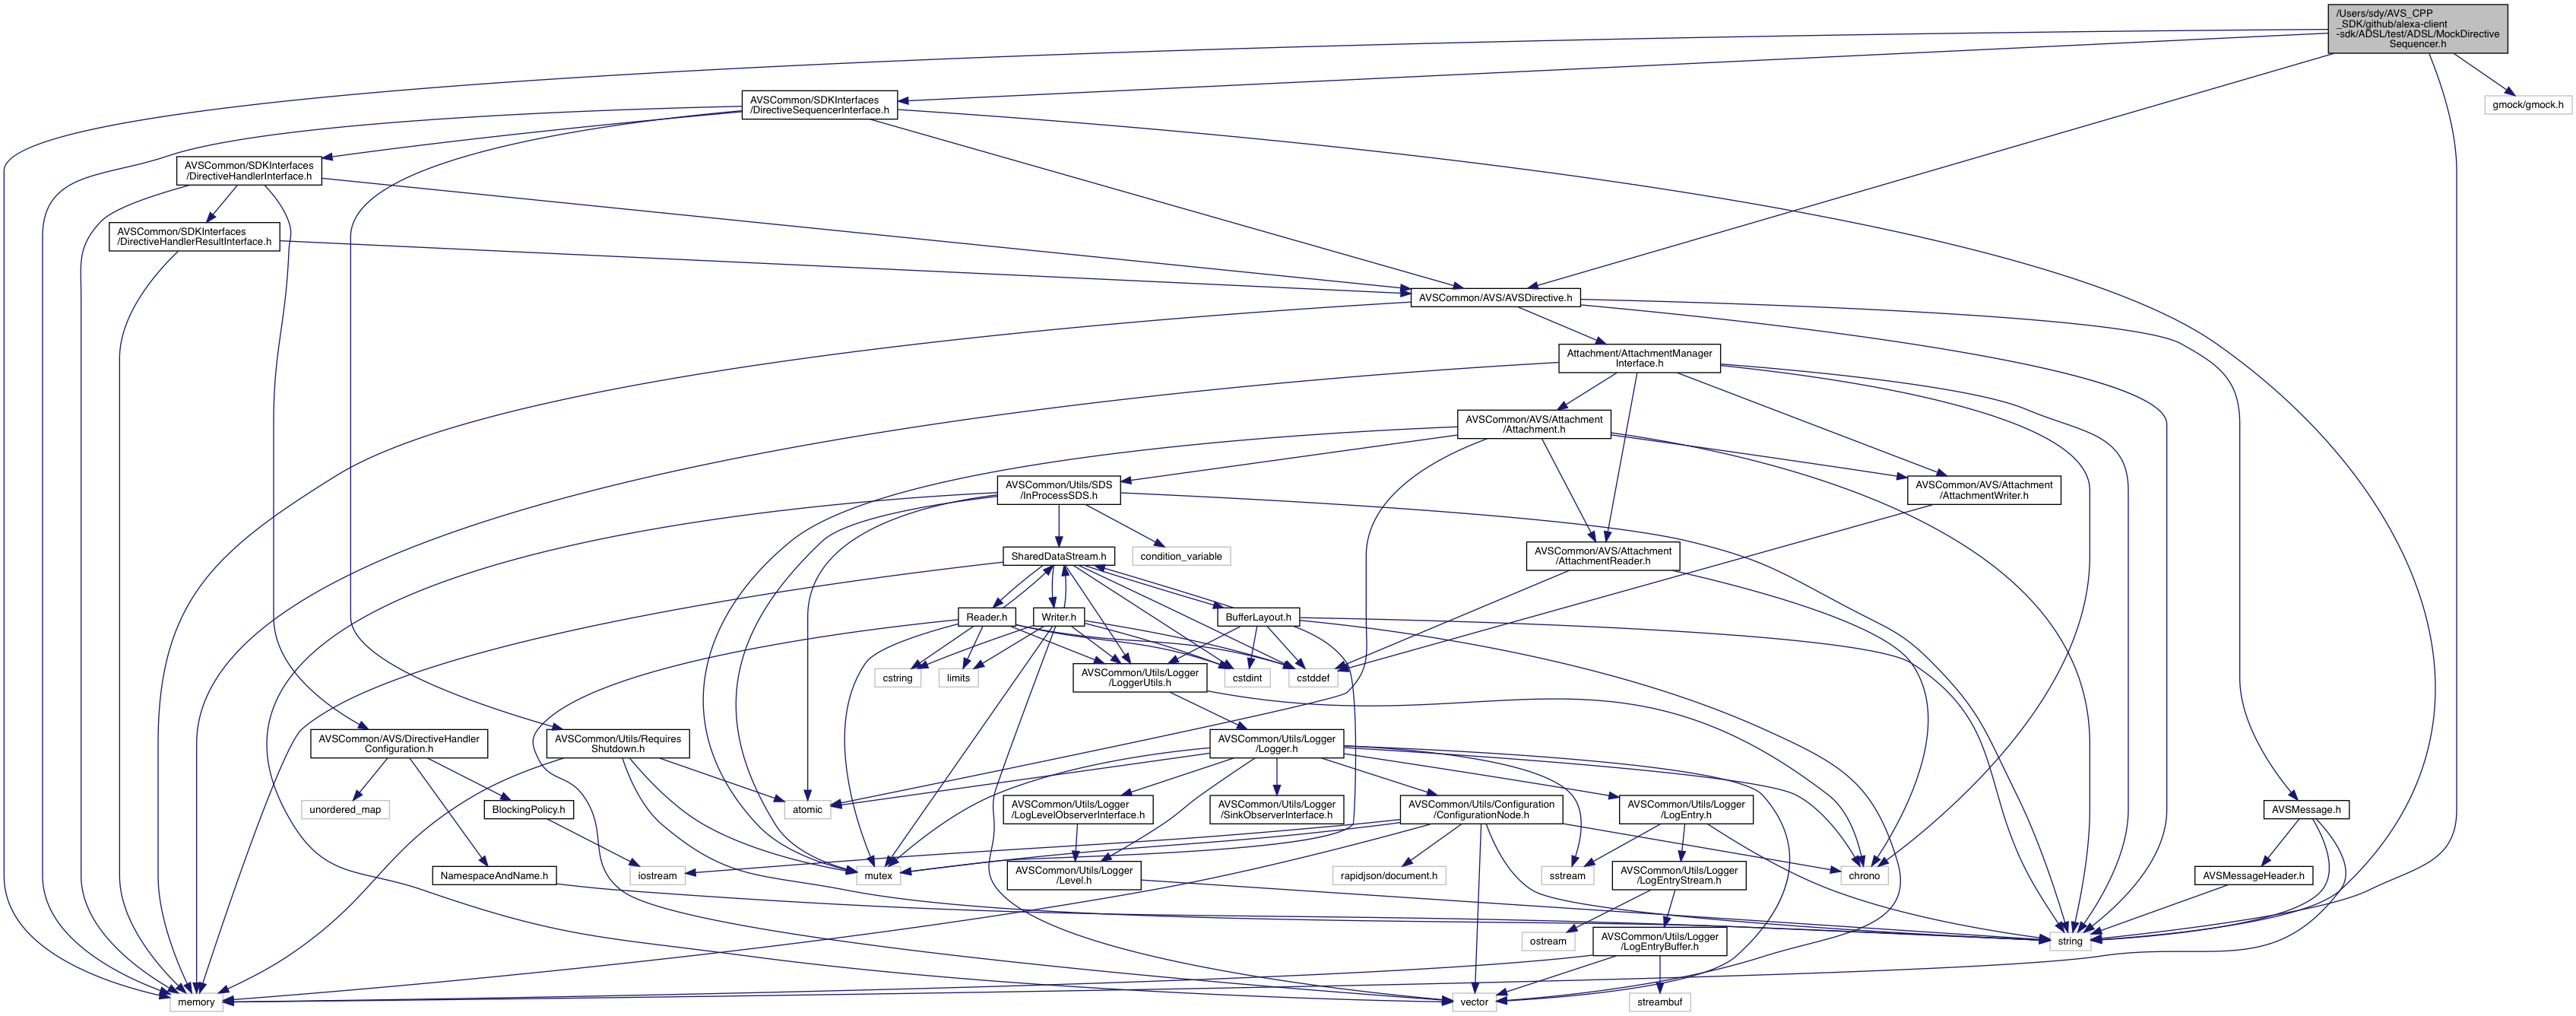 /Users/sdy/AVS_CPP
_SDK/github/alexa-client
-sdk/ADSL/test/ADSL/MockDirective
Sequencer.h
AVSCommon/SDKInterfaces
/DirectiveSequencerInterface.h
gmock/gmock.h
AVSCommon/SDKInterfaces
/DirectiveHandlerInterface.h
AVSCommon/SDKInterfaces
/DirectiveHandlerResultInterface.h
AVSCommon/AVS/AVSDirective.h
Attachment/AttachmentManager
Interface.h
AVSCommon/AVS/Attachment
/Attachment.h
AVSCommon/Utils/SDS
/InProcessSDS.h
AVSCommon/AVS/Attachment
/AttachmentWriter.h
SharedDataStream.h
condition_variable
AVSCommon/AVS/Attachment
/AttachmentReader.h
Reader.h
Writer.h
BufferLayout.h
cstring
limits
AVSCommon/Utils/Logger
/LoggerUtils.h
cstdint
cstddef
AVSCommon/AVS/DirectiveHandler
Configuration.h
AVSCommon/Utils/Requires
Shutdown.h
AVSCommon/Utils/Logger
/Logger.h
unordered_map
BlockingPolicy.h
atomic
AVSCommon/Utils/Logger
/LogLevelObserverInterface.h
AVSCommon/Utils/Logger
/SinkObserverInterface.h
AVSCommon/Utils/Configuration
/ConfigurationNode.h
AVSCommon/Utils/Logger
/LogEntry.h
AVSMessage.h
NamespaceAndName.h
iostream
mutex
AVSCommon/Utils/Logger
/Level.h
rapidjson/document.h
sstream
AVSCommon/Utils/Logger
/LogEntryStream.h
chrono
AVSMessageHeader.h
ostream
AVSCommon/Utils/Logger
/LogEntryBuffer.h
string
memory
vector
streambuf